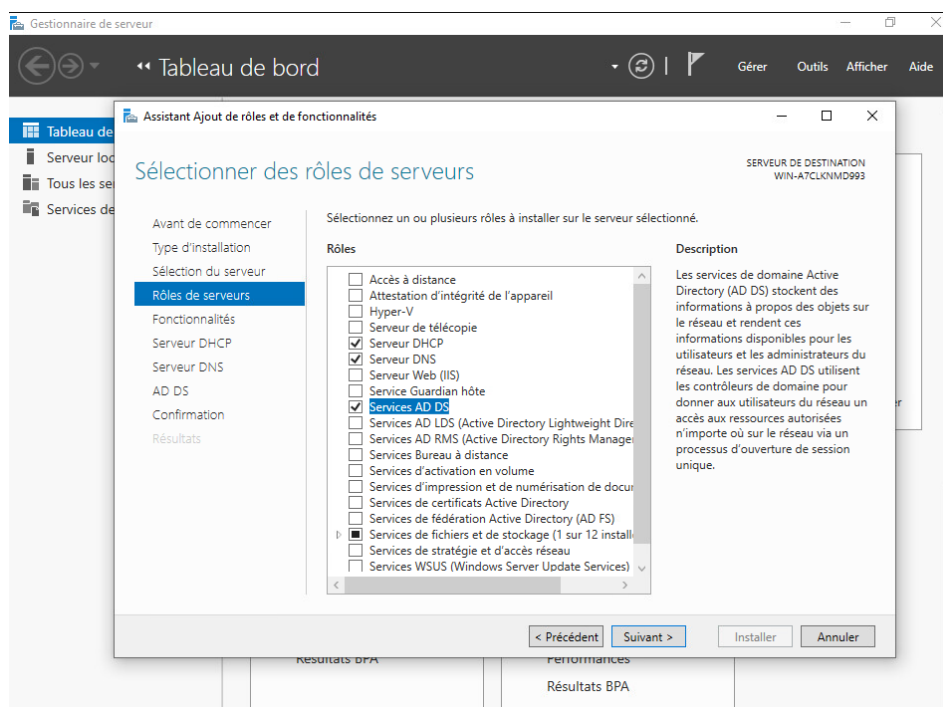 Gestionnaire de serveur
Tableau de bord
Gérer Outils Afficher Aide
Tableau de
Serveur loc
Tous les ser
Services de
Assistant Ajout de rôles et de fonctionnalités
Sélectionner des rôles de serveurs
SERVEUR DE DESTINATION
WIN-A7CLKNMD993
Avant de commencer
Type d'installation
Sélection du serveur
Rôles de serveurs
Fonctionnalités
Serveur DHCP
Serveur DNS
AD DS
Confirmation
Résultats
Sélectionnez un ou plusieurs rôles à installer sur le serveur sélectionné.
Rôles
Accès à distance
Attestation d'intégrité de l'appareil
Hyper-V
Serveur de télécopie
Serveur DHCP
Serveur DNS
Serveur Web (IIS)
Service Guardian hôte
Services AD DS
Services AD LDS (Active Directory Lightweight Dire
Services AD RMS (Active Directory Rights Manage
Services Bureau à distance
Services d'activation en volume
Services d'impression et de numérisation de docu
Services de certificats Active Directory
Services de fédération Active Directory (AD FS)
Services de fichiers et de stockage (1 sur 12 install
Services de stratégie et d'accès réseau
Services WSUS (Windows Server Update Services)
Description
Les services de domaine Active
Directory (AD DS) stockent des
informations à propos des objets sur
le réseau et rendent ces
informations disponibles pour les
utilisateurs et les administrateurs du
réseau. Les services AD DS utilisent
les contrôleurs de domaine pour
donner aux utilisateurs du réseau un
accès aux ressources autorisées
n'importe où sur le réseau via un
processus d'ouverture de session
unique.
< Précédent Suivant > Installer Annuler
Résultats BPA
Performances
Résultats BPA